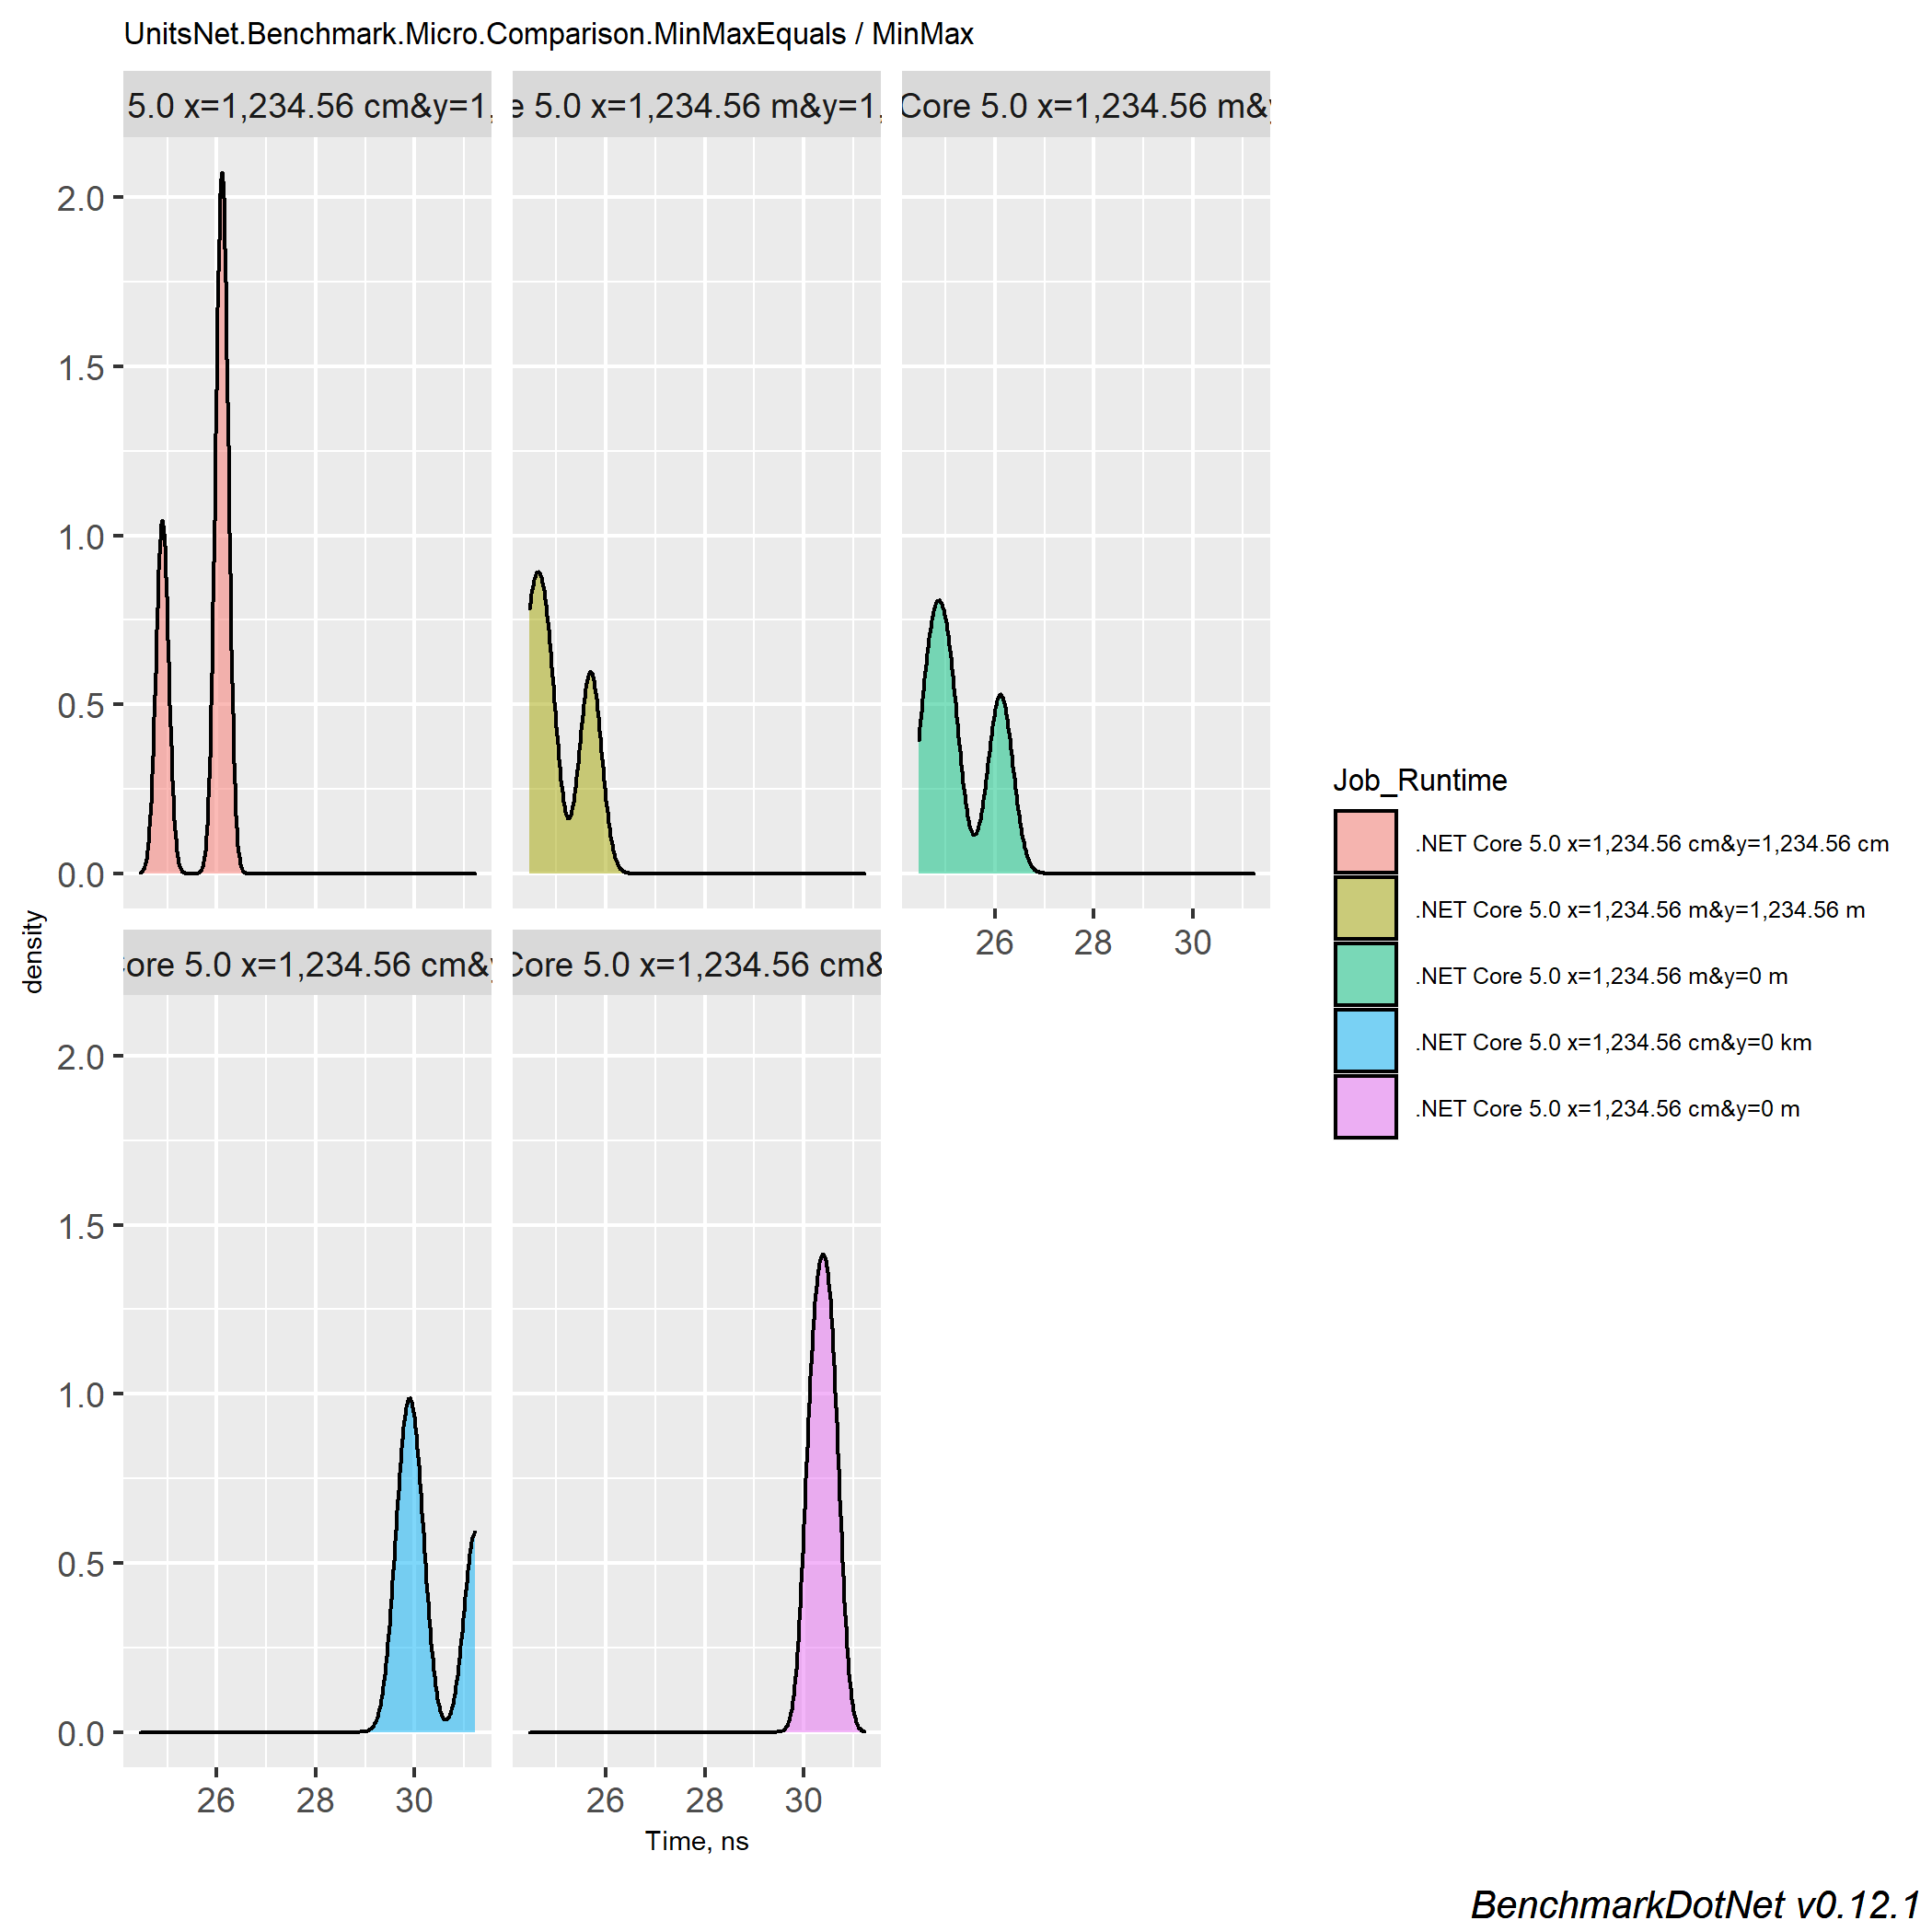 UnitsNet.Benchmark.Micro.Comparison.MinMaxEquals / MinMax
5.0 x=1,234.56 cm&y=1,
e 5.0 x=1,234.56 m&y=1,
Core 5.0 x=1,234.56 m&y
2.0
1.5
1.0
0.5
0.0
26 28 30
density
Core 5.0 x=1,234.56 cm&y
Core 5.0 x=1,234.56 cm&
2.0
1.5
1.0
0.5
0.0
26 28 30
26 28 30
Time, ns
Job_Runtime
.NET Core 5.0 x=1,234.56 cm&y=1,234.56 cm
.NET Core 5.0 x=1,234.56 m&y=1,234.56 m
.NET Core 5.0 x=1,234.56 m&y=0 m
.NET Core 5.0 x=1,234.56 cm&y=0 km
.NET Core 5.0 x=1,234.56 cm&y=0 m
BenchmarkDotNet v0.12.1